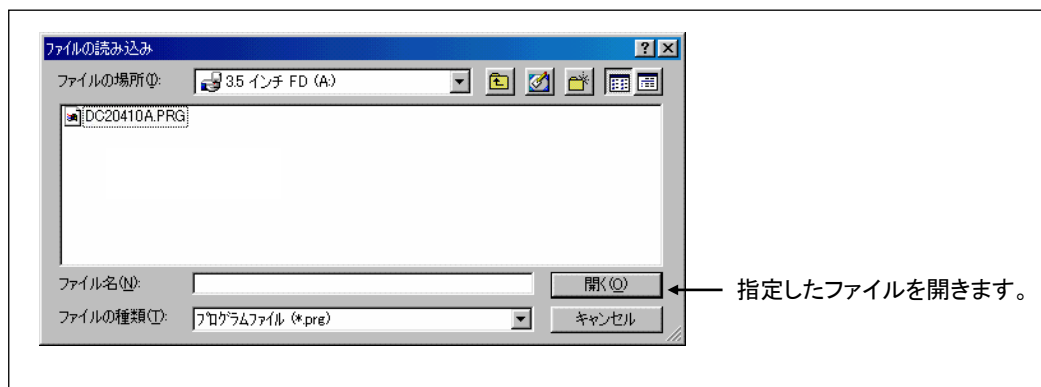 ファイルの読み込み
ファイルの場所(I):
3.5 インチ FD (A:)
DC20410A.PRG
ファイル名(N):
開く(O)
指定したファイルを開きます。
ファイルの種類(T):
プログラムファイル (*.prg)
キャンセル